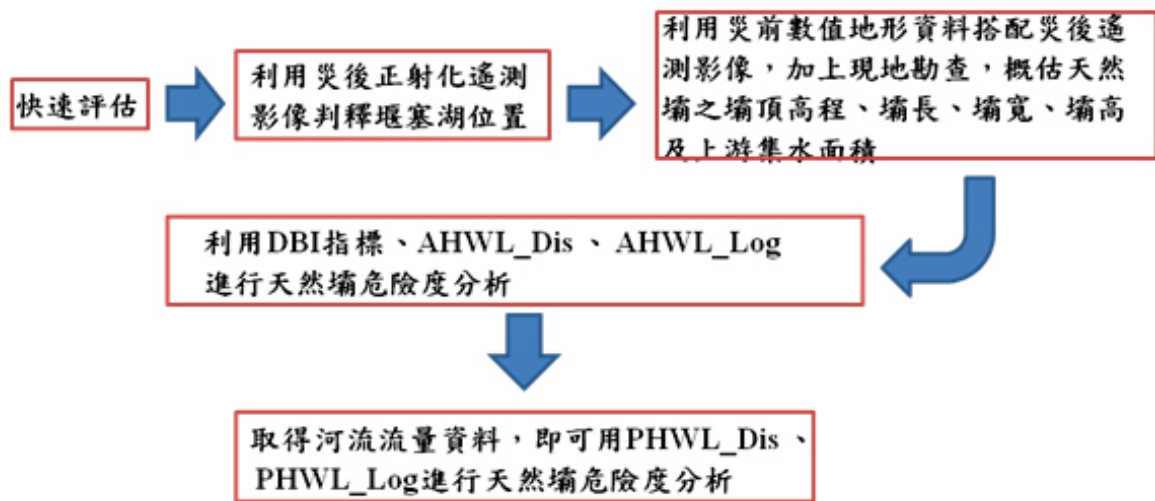 快速評估
利用災後正射化遙測
影像判釋堰塞湖位置
利用災前數值地形資料搭配災後遙
測影像，加上現地勘查，概估天然
壩之壩頂高程、壩長、壩寬、壩高
及上游集水面積
利用DBI指標、AHWL_Dis、AHWL_Log
進行天然壩危險度分析
取得河流流量資料，即可用PHWL_Dis、
PHWL_Log進行天然壩危險度分析